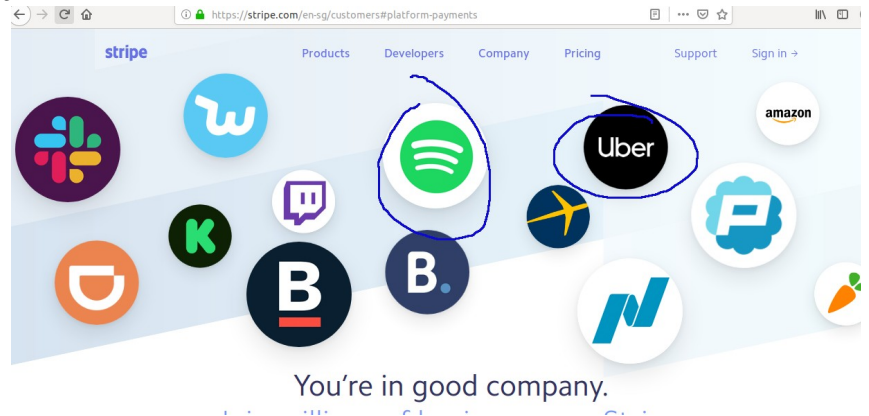 https://stripe.com/en-sg/customers#platform-payments
stripe Products Developers Company Pricing Support Sign in →
amazon
Uber
K
B
B.
You're in good company.